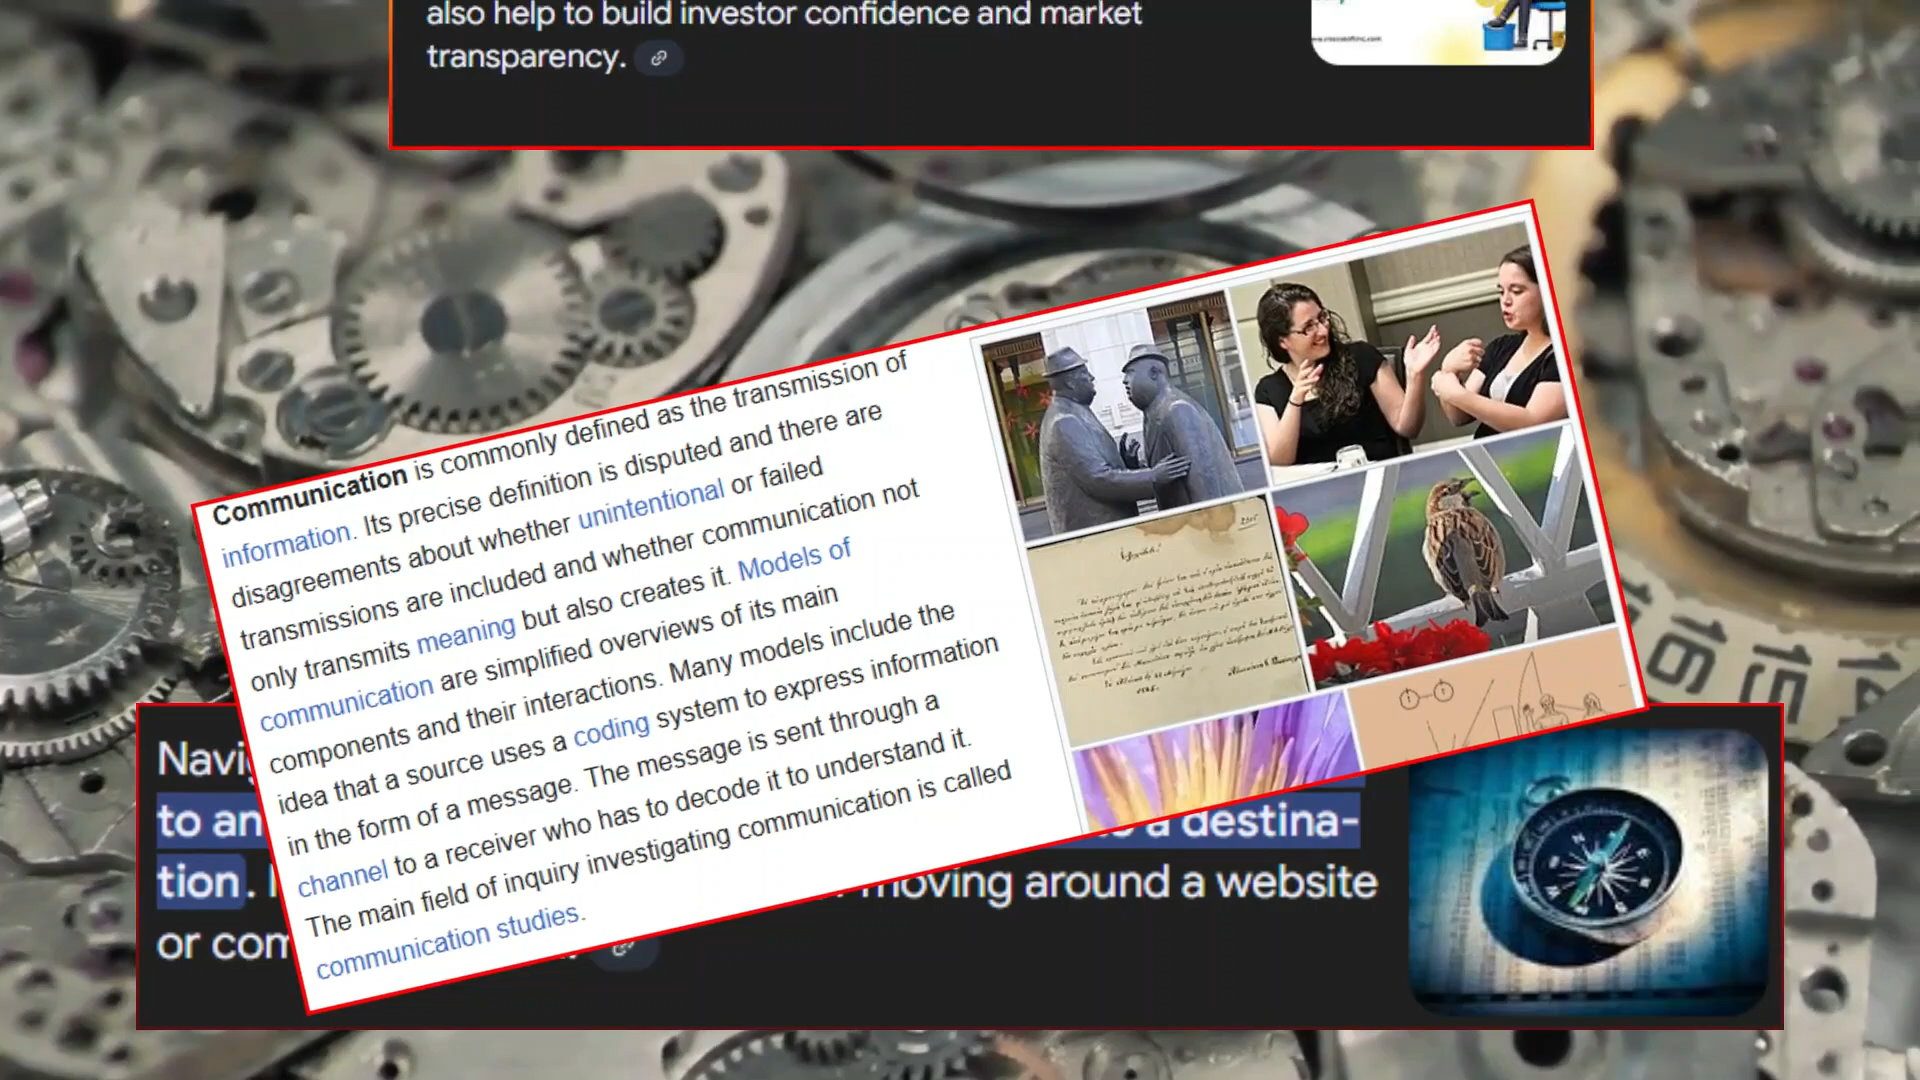 also help to build investor confidence and market
transparency.
Communication is commonly defined as the transmission of
information. Its precise definition is disputed and there are
disagreements about whether unintentional or failed
transmissions are included and whether communication not
only transmits meaning but also creates it. Models of
communication are simplified overviews of its main
components and their interactions. Many models include the
idea that a source uses a coding system to express information
in the form of a message. The message is sent through a
channel to a receiver who has to decode it to understand it.
The main field of inquiry investigating communication is called
communication studies.
to an
a destina-
tion.
moving around a website
or
16 15